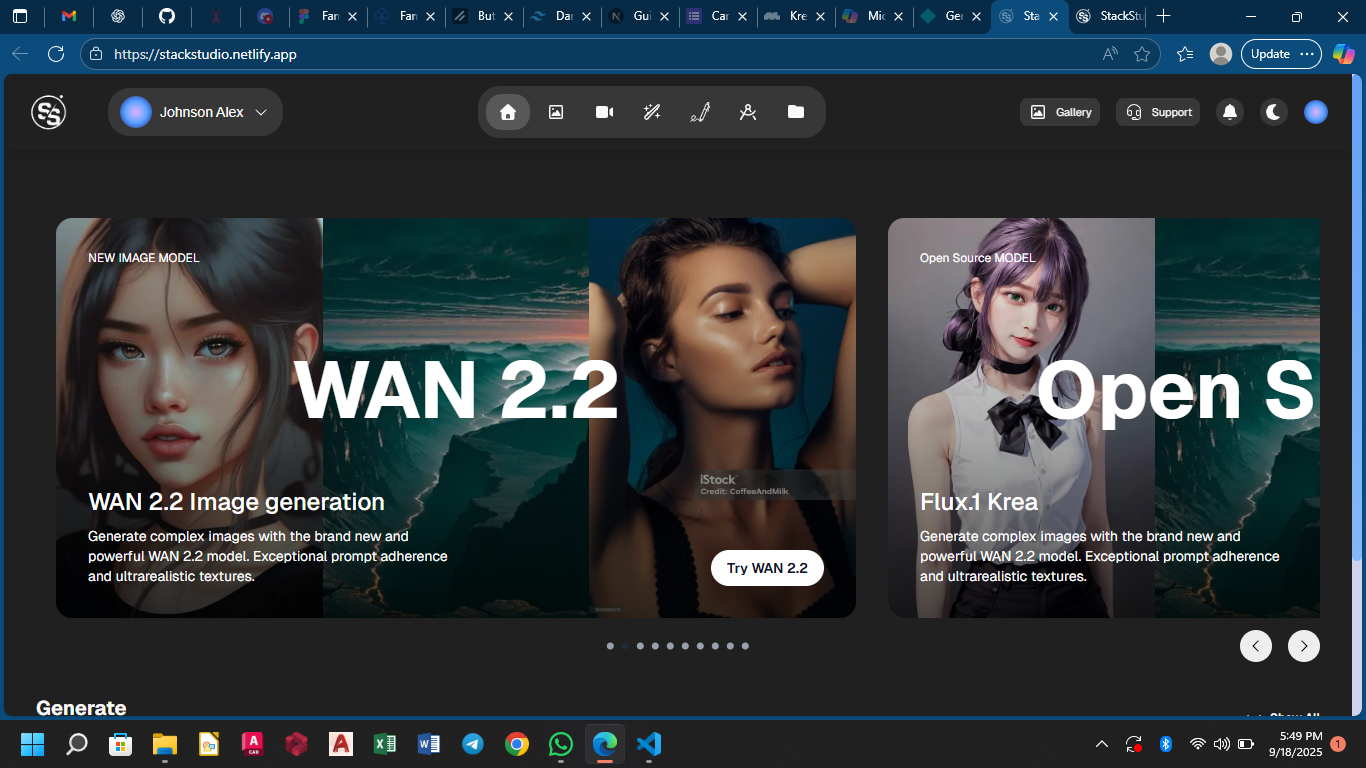 Fan
Fan
But
Dar
Gui
Car
Kre
Mic
Ger
Sta
StackStu
https://stackstudio.netlify.app
Update
SS
Johnson Alex
Gallery
Support
NEW IMAGE MODEL
WAN 2.2
WAN 2.2 Image generation
Generate complex images with the brand new and
powerful WAN 2.2 model. Exceptional prompt adherence
and ultrarealistic textures.
iStock
Credit: CoffeeAndMilk
Try WAN 2.2
Open Source MODEL
Open S
Flux.1 Krea
Generate complex images with the brand new and
powerful WAN 2.2 model. Exceptional prompt adherence
and ultrarealistic textures.
Generate
Show All
5:49 PM
9/18/2025
1